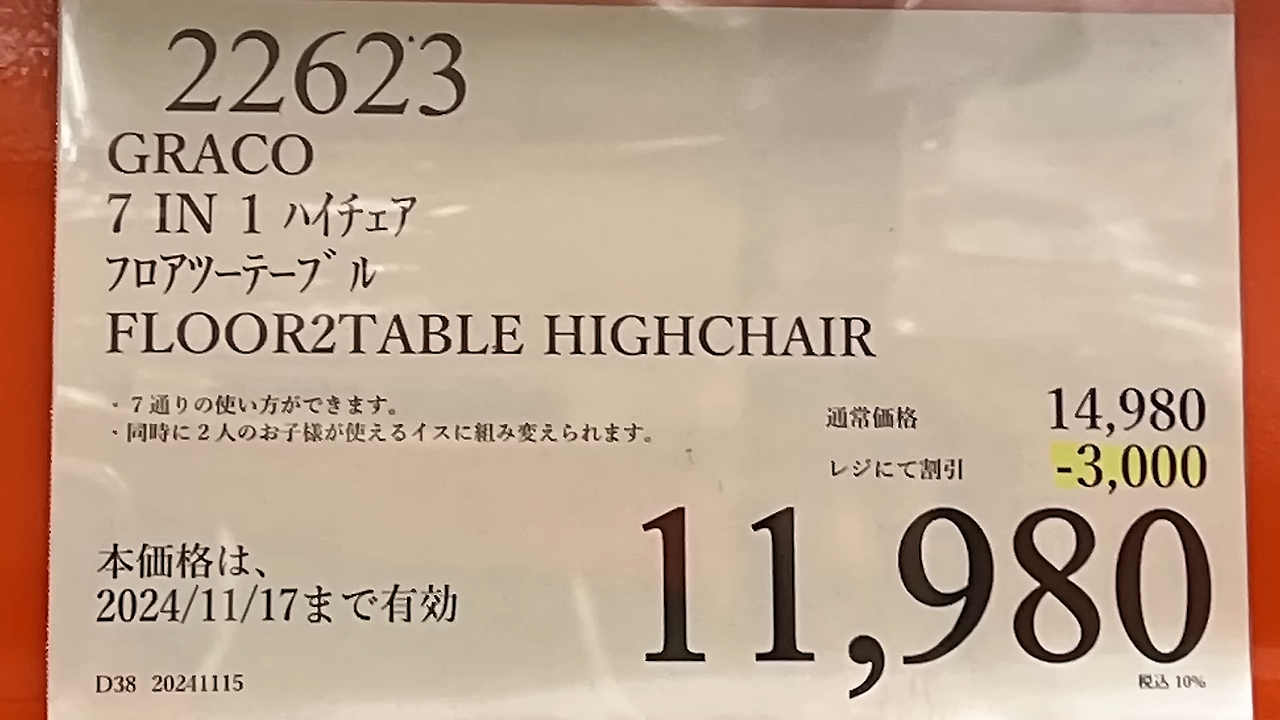 22623
GRACO
7 IN 1 ﾊｲﾁｪｱ
ﾌﾛｱﾂｰﾃｰﾌﾞﾙ
FLOOR2TABLE HIGHCHAIR
・７通りの使い方ができます。
・同時に２人のお子様が使えるイスに組み変えられます。
通常価格 14,980
レジにて割引 -3,000
11,980
本価格は、
2024/11/17まで有効
税込 10%
D38 20241115